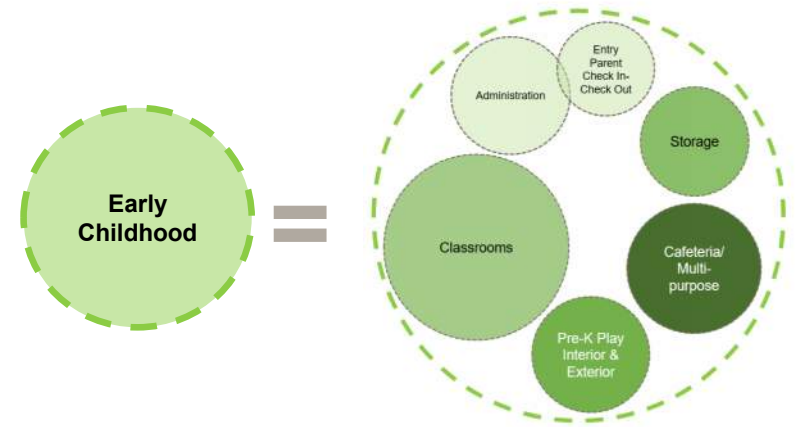 Early
Childhood
Entry
Parent
Check In-
Check Out
Administration
Storage
Classrooms
Cafeteria/
Multi-
purpose
Pre-K Play
Interior &
Exterior